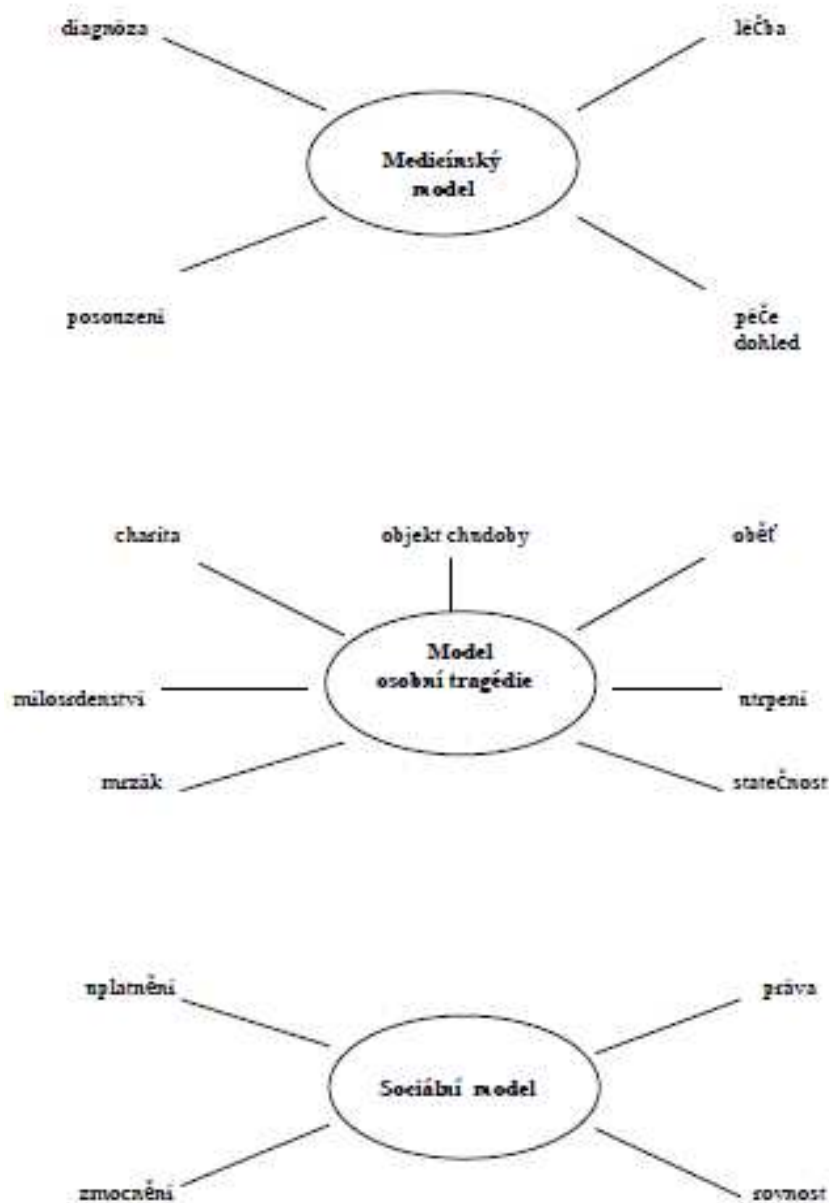 diagnóza
léčba
Medicínský
model
posouzení
péče
dohled
charita
objekt chudoby
oběť
Model
osobní tragédie
milosrdenství
utrpení
mrzák
statečnost
uplatnění
práva
Sociální model
zmocnění
rovnost